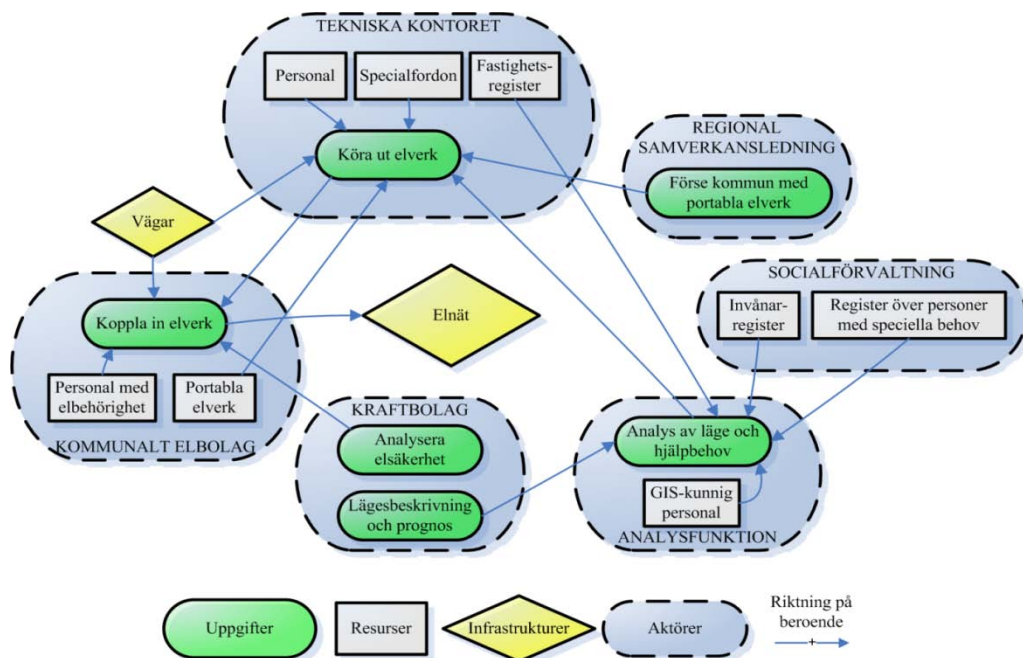 TEKNISKA KONTORET
Personal
Specialfordon
Fastighets-
register
Köra ut elverk
REGIONAL
SAMVERKANSLEDNING
Förse kommun med
portabla elverk
Vägar
SOCIALFÖRVALTNING
Invånar-
register
Register över personer
med speciella behov
Koppla in elverk
Elnät
Personal med
elbehörighet
Portabla
elverk
KOMMUNALT ELBOLAG
KRAFTBOLAG
Analysera
elsäkerhet
Lägesbeskrivning
och prognos
Analys av läge och
hjälpbehov
GIS-kunnig
personal
ANALYSFUNKTION
Uppgifter
Resurser
Infrastrukturer
Aktörer
Riktning på
beroende
+